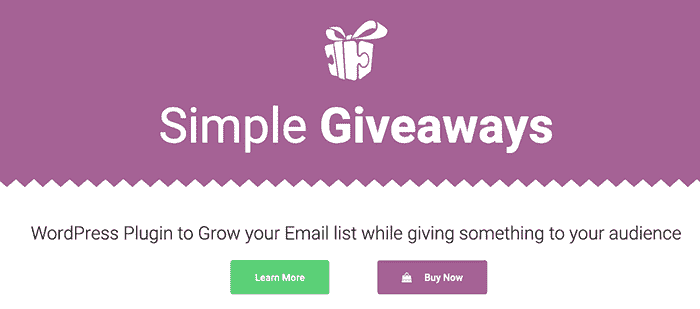 Simple Giveaways
WordPress Plugin to Grow your Email list while giving something to your audience
Learn More
Buy Now